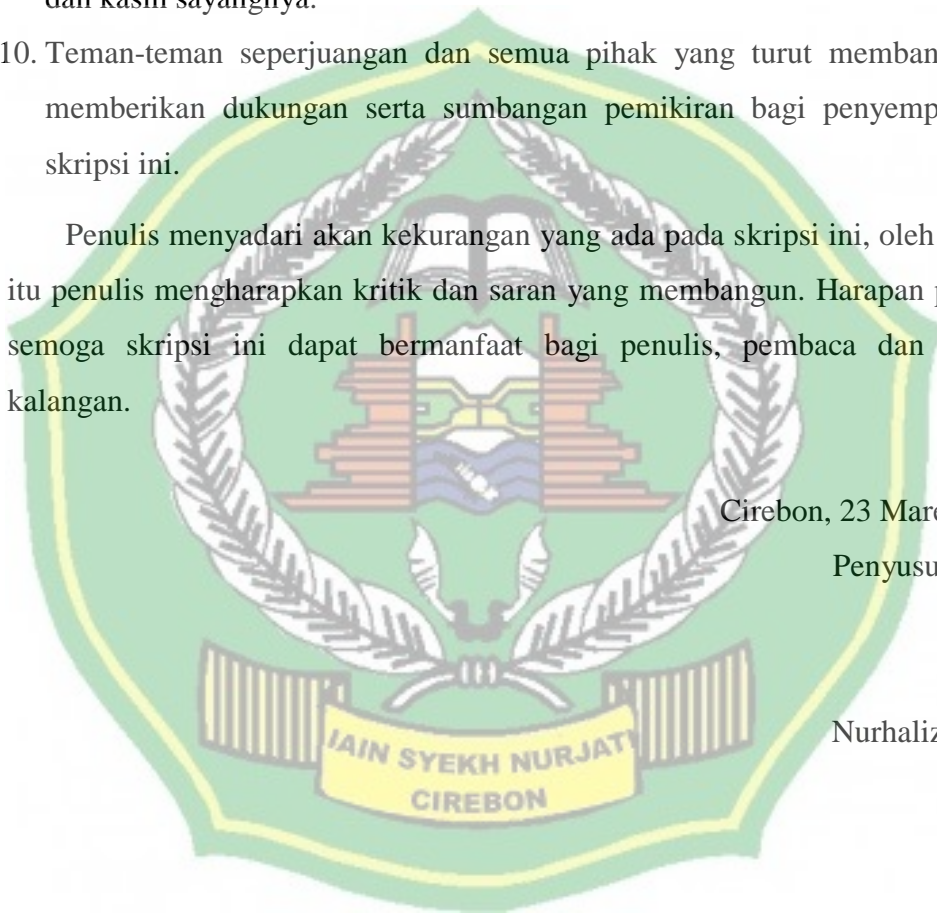 dan kasih sayangnya.
10. Teman-teman seperjuangan dan semua pihak yang turut memban
memberikan dukungan serta sumbangan pemikiran bagi penyemp
skripsi ini.
Penulis menyadari akan kekurangan yang ada pada skripsi ini, oleh
itu penulis mengharapkan kritik dan saran yang membangun. Harapan p
semoga skripsi ini dapat bermanfaat bagi penulis, pembaca dan
kalangan.
Cirebon, 23 Mare
Penyusu
Nurhaliz
IAIN SYEKH NURJATI
CIREBON